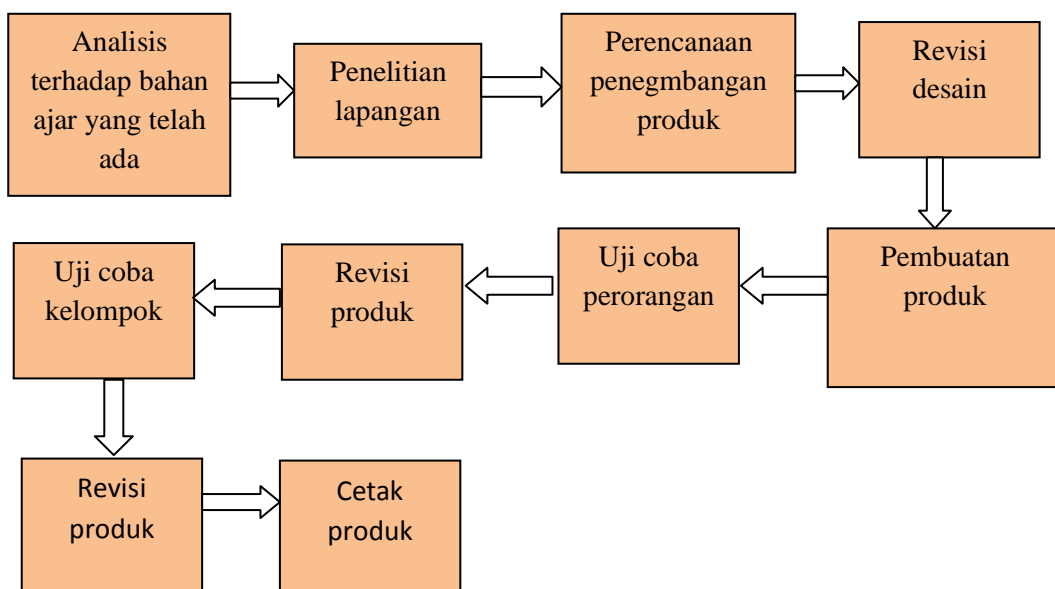 Analisis
terhadap bahan
ajar yang telah
ada
Penelitian
lapangan
Perencanaan
penegmbangan
produk
Revisi
desain
Pembuatan
produk
Uji coba
perorangan
Revisi
produk
Uji coba
kelompok
Revisi
produk
Cetak
produk